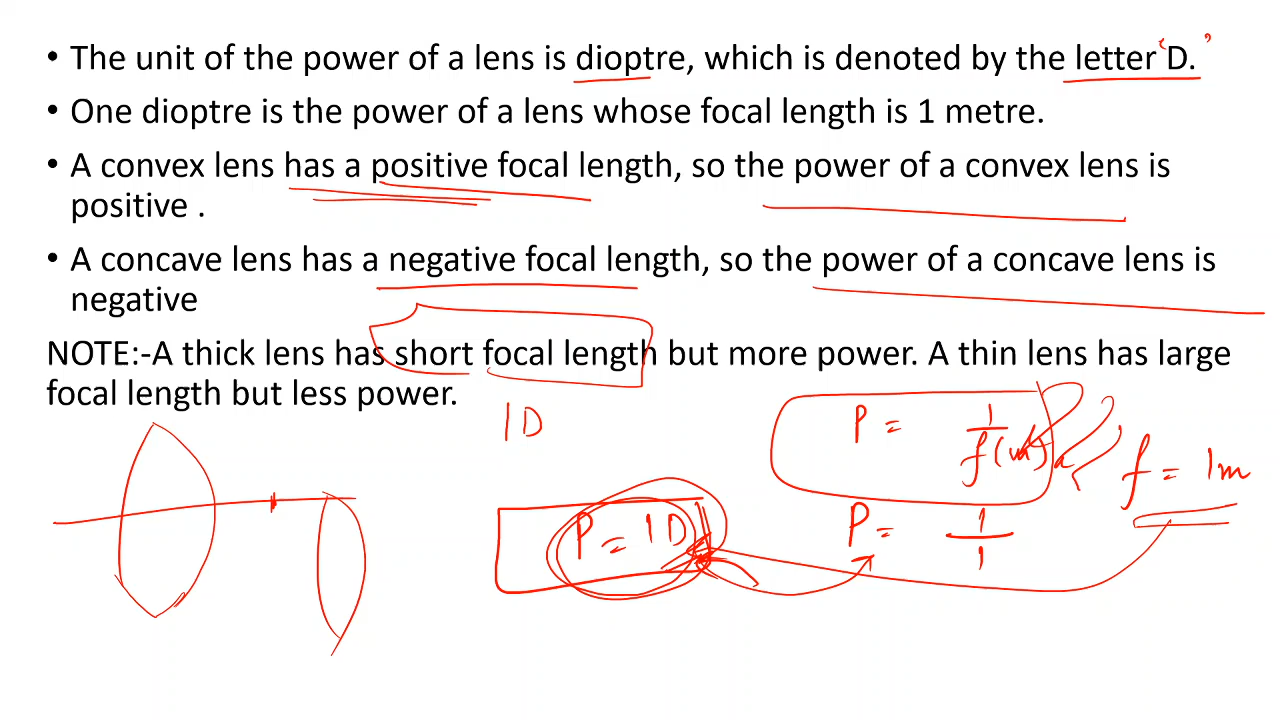 • The unit of the power of a lens is dioptre, which is denoted by the letter 'D.'
• One dioptre is the power of a lens whose focal length is 1 metre.
• A convex lens has a positive focal length, so the power of a convex lens is
positive .
• A concave lens has a negative focal length, so the power of a concave lens is
negative
NOTE:-A thick lens has short focal length but more power. A thin lens has large
focal length but less power.
1D
P = 1/f(m)
f = 1m
P = 1D
P = 1/1